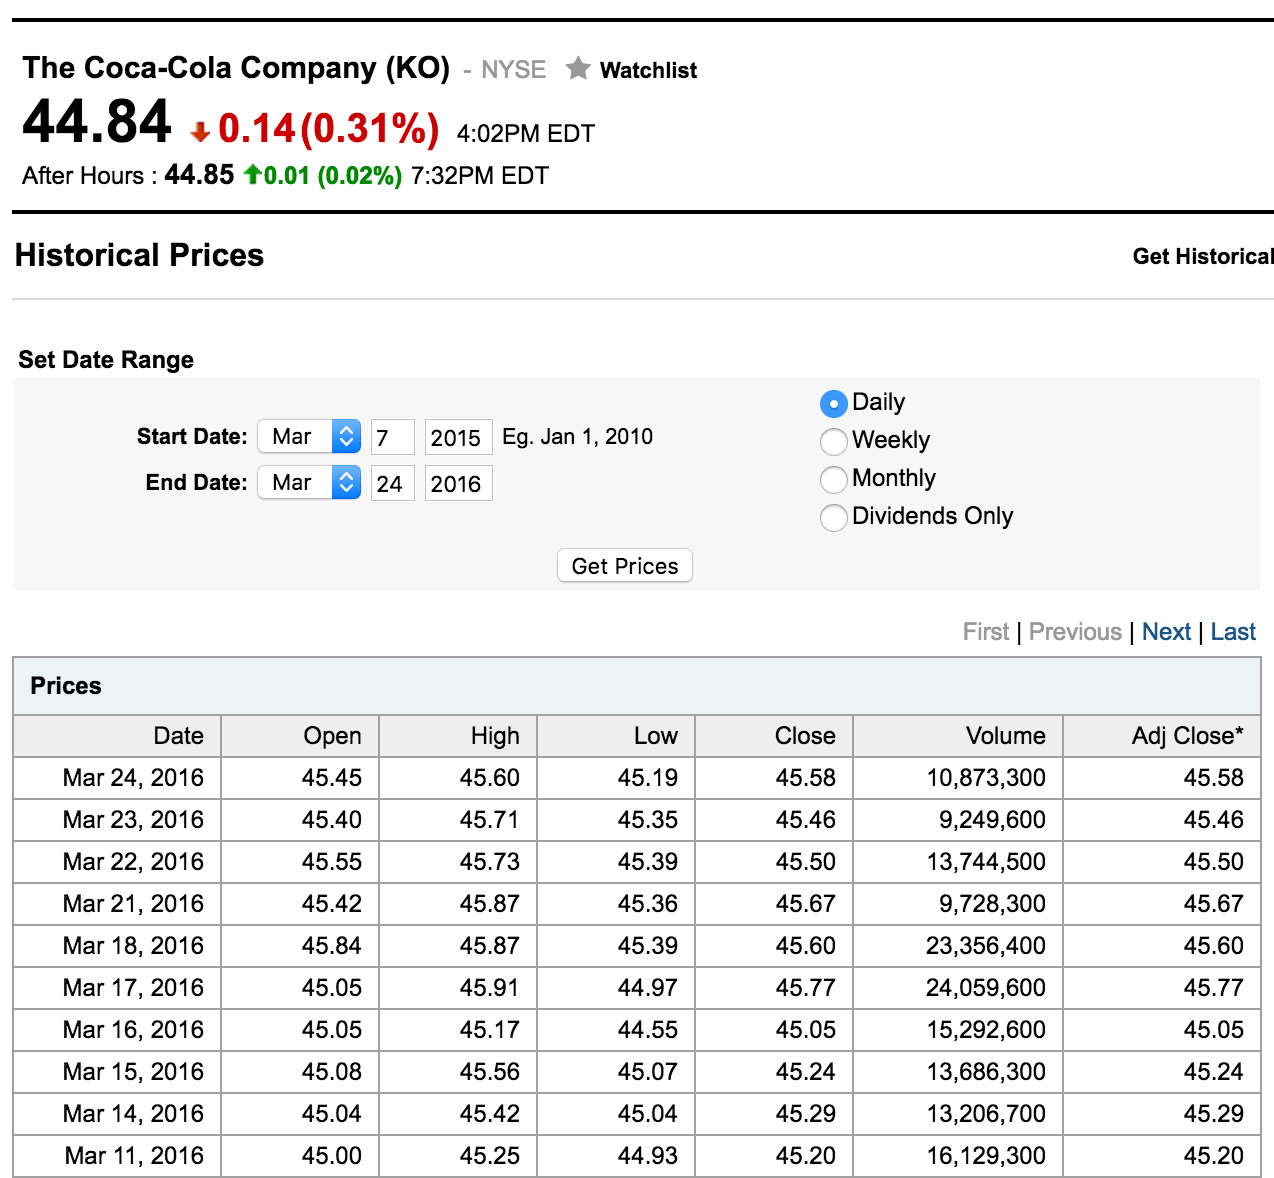 The Coca-Cola Company (KO) - NYSE Watchlist
44.84 0.14(0.31%) 4:02PM EDT
After Hours : 44.85 0.01 (0.02%) 7:32PM EDT
Historical Prices Get Historical
Set Date Range
Daily
Start Date: Mar 7 2015 Eg. Jan 1, 2010
Weekly
End Date: Mar 24 2016
Monthly
Dividends Only
Get Prices
First | Previous | Next | Last
Prices
Date Open High Low Close Volume Adj Close*
Mar 24, 2016 45.45 45.60 45.19 45.58 10,873,300 45.58
Mar 23, 2016 45.40 45.71 45.35 45.46 9,249,600 45.46
Mar 22, 2016 45.55 45.73 45.39 45.50 13,744,500 45.50
Mar 21, 2016 45.42 45.87 45.36 45.67 9,728,300 45.67
Mar 18, 2016 45.84 45.87 45.39 45.60 23,356,400 45.60
Mar 17, 2016 45.05 45.91 44.97 45.77 24,059,600 45.77
Mar 16, 2016 45.05 45.17 44.55 45.05 15,292,600 45.05
Mar 15, 2016 45.08 45.56 45.07 45.24 13,686,300 45.24
Mar 14, 2016 45.04 45.42 45.04 45.29 13,206,700 45.29
Mar 11, 2016 45.00 45.25 44.93 45.20 16,129,300 45.20